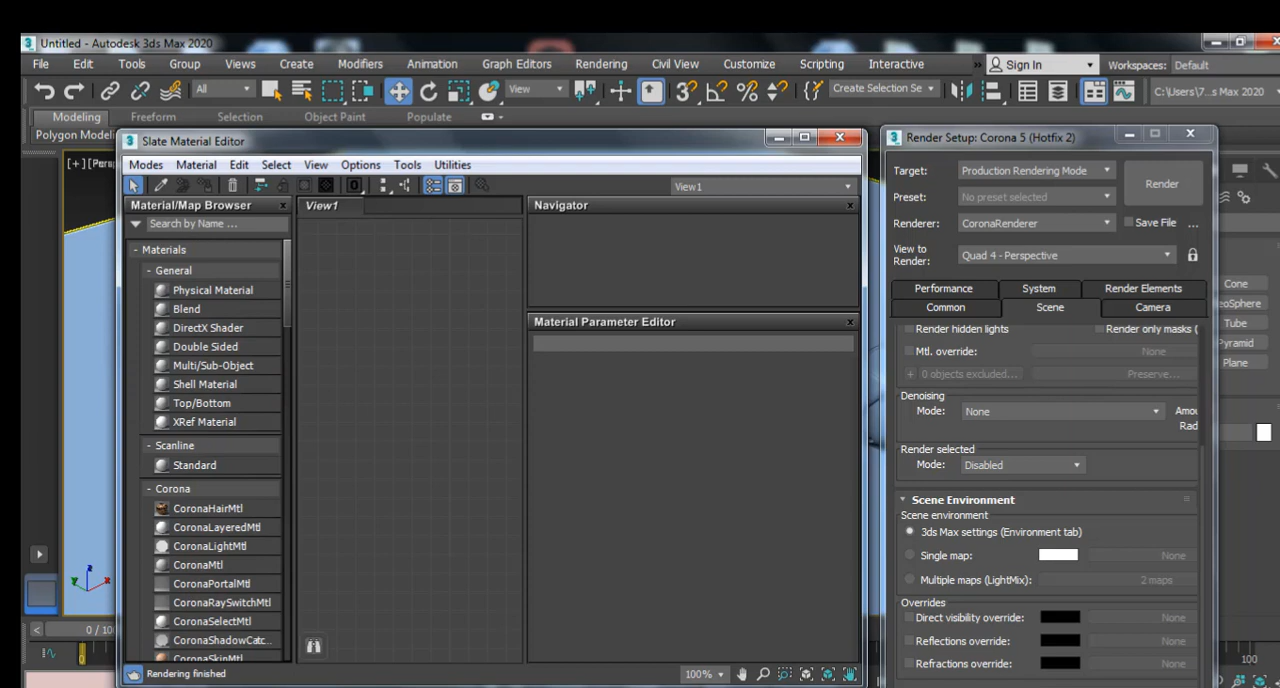 Untitled - Autodesk 3ds Max 2020
File Edit Tools Group Views Create Modifiers Animation Graph Editors Rendering Civil View Customize Scripting Interactive » Sign In Workspaces: Default
All View Create Selection Se C:\Users\7...s Max 2020
Modeling Freeform Selection Object Paint Populate
Polygon Model
[+][Persp
Slate Material Editor
Modes Material Edit Select View Options Tools Utilities
View1
Material/Map Browser
Search by Name ...
- Materials
- General
Physical Material
Blend
DirectX Shader
Double Sided
Multi/Sub-Object
Shell Material
Top/Bottom
XRef Material
- Scanline
Standard
- Corona
CoronaHairMtl
CoronaLayeredMtl
CoronaLightMtl
CoronaMtl
CoronaPortalMtl
CoronaRaySwitchMtl
CoronaSelectMtl
CoronaShadowCatc...
CoronaSkinMtl
View1
Navigator
Material Parameter Editor
Rendering finished
100%
Render Setup: Corona 5 (Hotfix 2)
Target: Production Rendering Mode
Render
Preset: No preset selected
Renderer: CoronaRenderer Save File ...
View to
Render: Quad 4 - Perspective
Performance System Render Elements
Common Scene Camera
Render hidden lights Render only masks (
Mtl. override: None
+ 0 objects excluded... Preserve...
Denoising
Mode: None Amou
Rad
Render selected
Mode: Disabled
Scene Environment
Scene environment
3ds Max settings (Environment tab)
Single map: None
Multiple maps (LightMix): 2 maps
Overrides
Direct visibility override: None
Reflections override: None
Refractions override: None
Cone
eoSphere
Tube
Pyramid
Plane
z
y
x
< 0 / 10
0
100